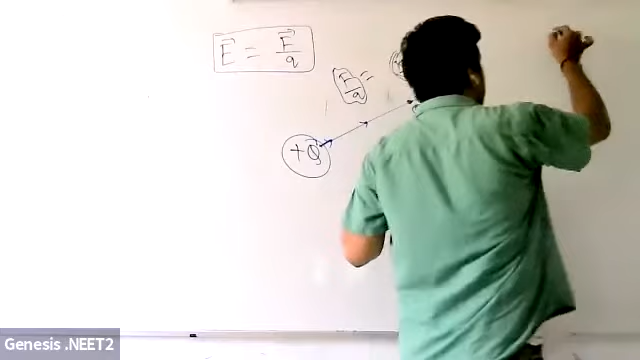 E⃗ = F⃗/q
F/q =
+Q
Genesis .NEET2